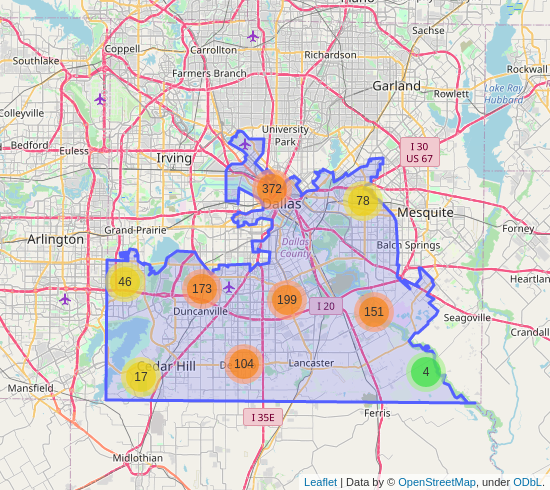 Sachse
Coppell
Carrollton
Richardson
Southlake
Farmers Branch
Rockwall
Garland
Rowlett
Lake Ray
Hubbard
Colleyville
University
Park
Bedford
Euless
Irving
I 30
US 67
372
Dallas
78
Mesquite
Grand Prairie
Forney
Arlington
Dallas
County
Balch Springs
46
173
199
Heartlan
I 20
Duncanville
151
Seagoville
Crandall
104
Lancaster
Cedar Hill
17
4
Mansfield
I 35E
Ferris
Midlothian
Leaflet | Data by © OpenStreetMap, under ODbL.